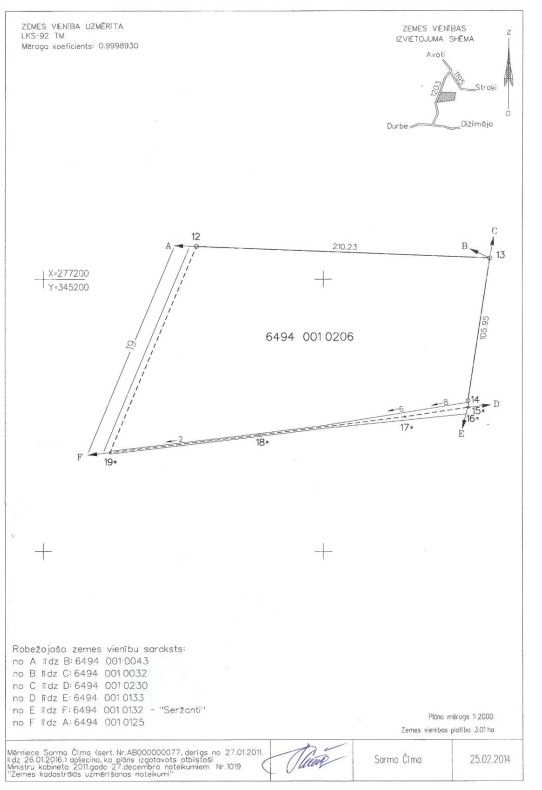 ZEMES VIENĪBA UZMĒRĪTA
LKS-92 TM
Mēroga koeficients: 0.9998930
ZEMES VIENĪBAS
IZVIETOJUMA SHĒMA
Z
Avoti
1195
Stroķi
1203
Durbe
Dižilmāja
D
A
12
210.23
B
C
13
X=277200
Y=345200
19
6494 001 0206
105.95
14
D
15*
16*
E
8
6
17*
18*
2
F
19*
Robežojošo zemes vienību saraksts:
no A līdz B: 6494 001 0043
no B līdz C: 6494 001 0032
no C līdz D: 6494 001 0230
no D līdz E: 6494 001 0133
no E līdz F: 6494 001 0132 - "Seržanti"
no F līdz A: 6494 001 0125
Plāna mērogs 1:2000
Zemes vienības platība 3.01 ha
Mērniece Sarma Čīma (sert. Nr.AB000000077, derīgs no 27.01.2011.
līdz 26.01.2016.) apliecina, ka plāns izgatavots atbilstoši
Ministru kabineta 2011.gada 27.decembra noteikumiem Nr.1019
"Zemes kadastrālās uzmērīšanas noteikumi"
Sarma Čīma
25.02.2014